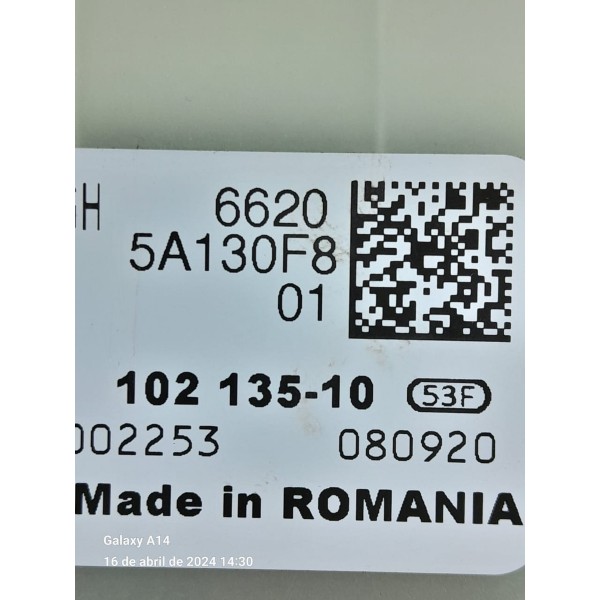 GH 6620
5A130F8
01
102 135-10 53F
002253 080920
Made in ROMANIA
Galaxy A14
16 de abril de 2024 14:30